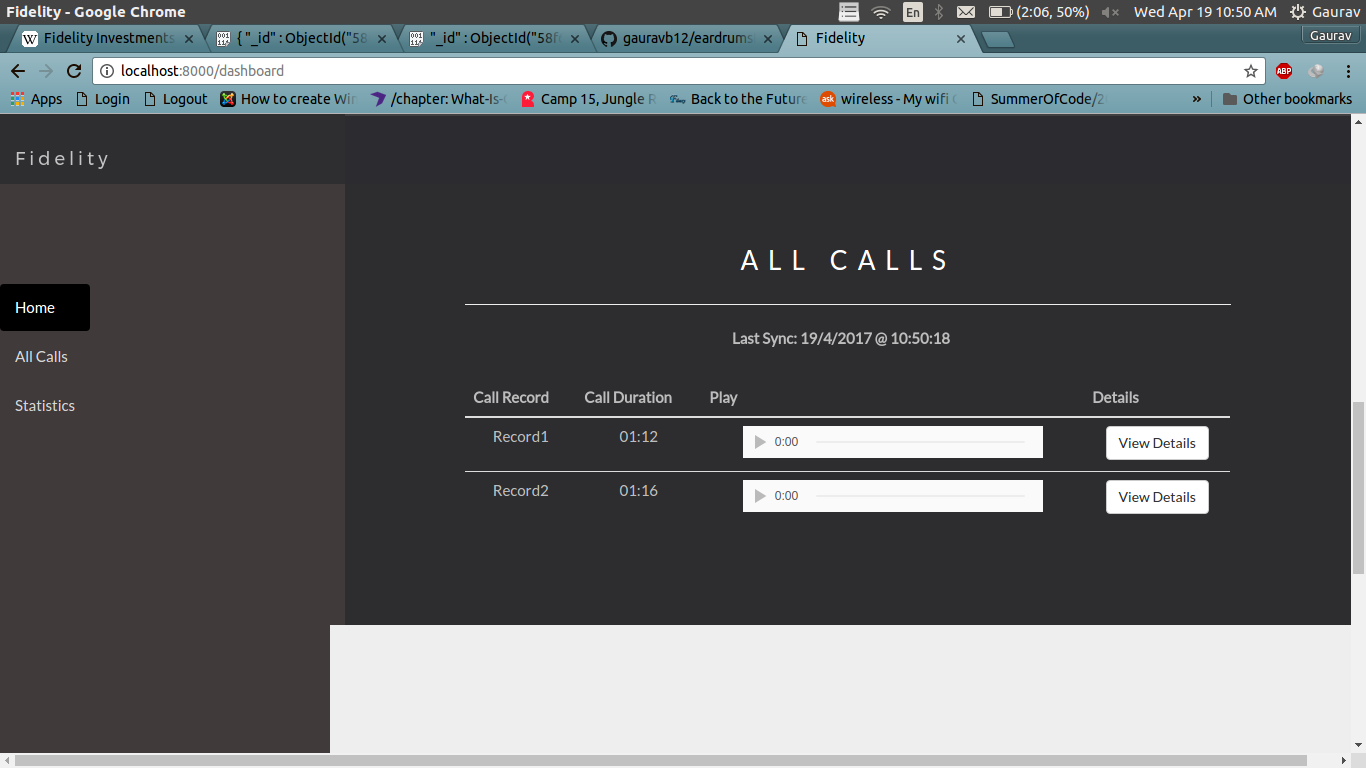 Fidelity - Google Chrome En (2:06, 50%) Wed Apr 19 10:50 AM Gaurav
Fidelity Investments { "_id" : ObjectId("58 "_id" : ObjectId("58f gauravb12/eardrums Fidelity Gaurav
localhost:8000/dashboard ABP
Apps Login Logout How to create Win /chapter: What-Is- Camp 15, Jungle R Back to the Future ask wireless - My wifi SummerOfCode/2 » Other bookmarks
Fidelity
ALL CALLS
Home
Last Sync: 19/4/2017 @ 10:50:18
All Calls
Call Record Call Duration Play Details
Statistics
Record1 01:12 0:00 View Details
Record2 01:16 0:00 View Details